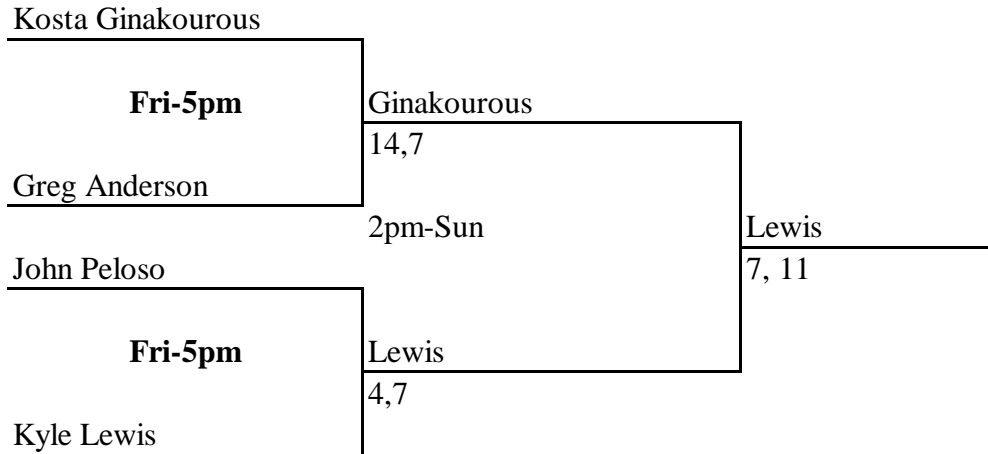 Kosta Ginakourous
Fri-5pm
Ginakourous
14,7
Greg Anderson
2pm-Sun
Lewis
John Peloso
7, 11
Fri-5pm
Lewis
4,7
Kyle Lewis